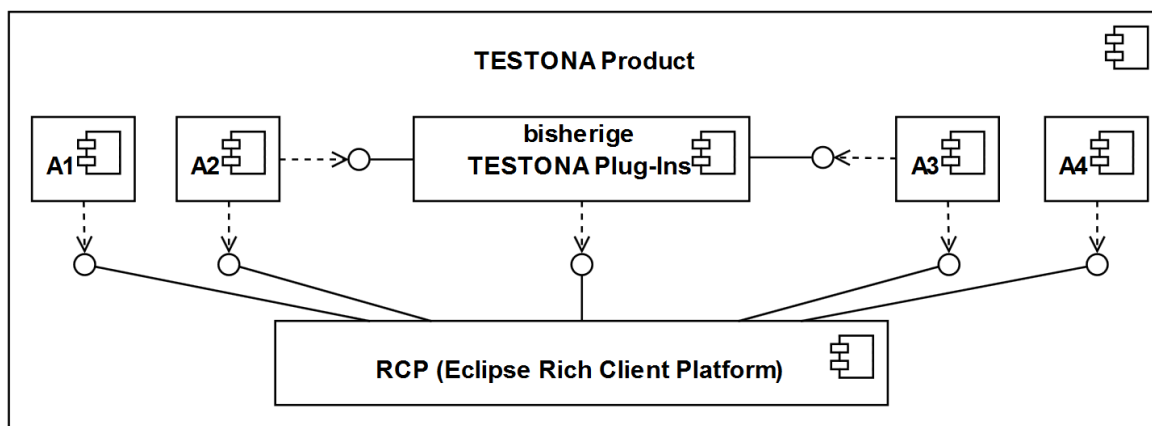 TESTONA Product
A1
A2
bisherige
TESTONA Plug-Ins
A3
A4
RCP (Eclipse Rich Client Platform)